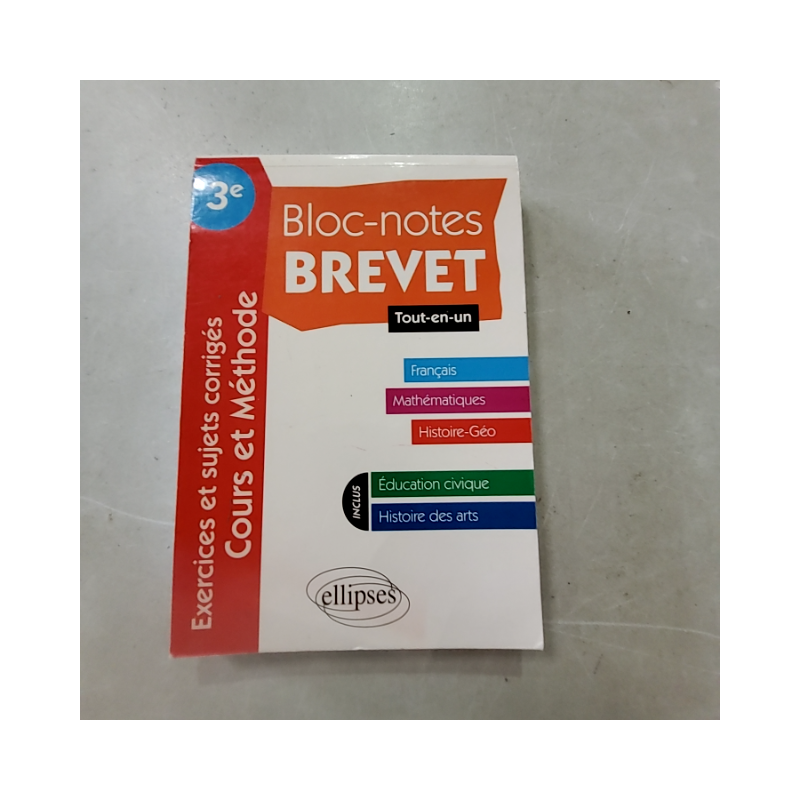 3e
Bloc-notes
BREVET
Tout-en-un
Français
Mathématiques
Histoire-Géo
INCLUS
Éducation civique
Histoire des arts
Exercices et sujets corrigés
Cours et Méthode
ellipses